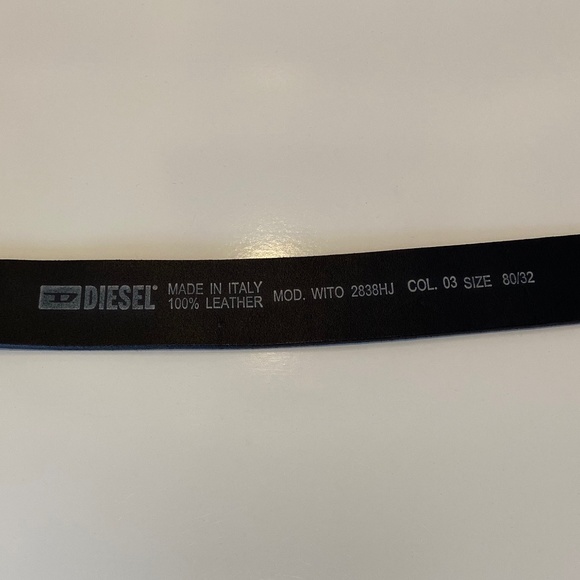 D DIESEL®
MADE IN ITALY
100% LEATHER
MOD. WITO 2838HJ COL. 03 SIZE 80/32